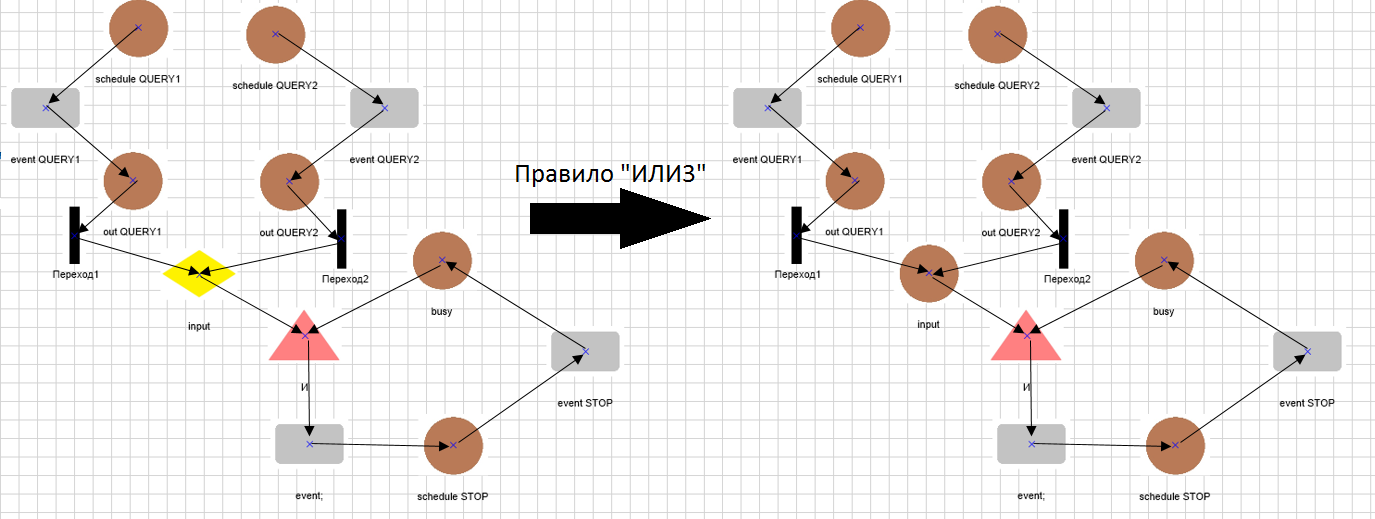 schedule QUERY1
schedule QUERY2
event QUERY1
event QUERY2
out QUERY1
out QUERY2
Переход1
Переход2
input
busy
И
event STOP
event;
schedule STOP
Правило "ИЛИЗ"
schedule QUERY1
schedule QUERY2
event QUERY1
event QUERY2
out QUERY1
out QUERY2
Переход1
Переход2
input
busy
И
event STOP
event;
schedule STOP